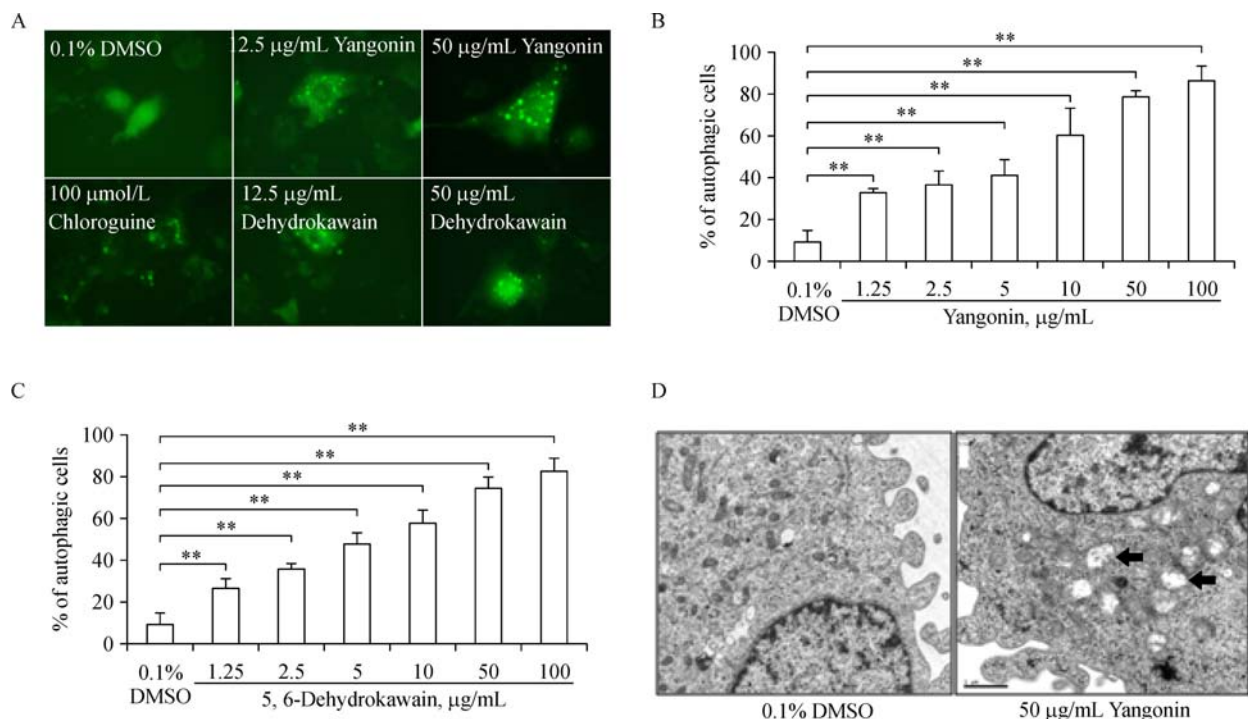 A
0.1% DMSO
12.5 μg/mL Yangonin
50 μg/mL Yangonin
100 μmol/L
Chloroguine
12.5 μg/mL
Dehydrokawain
50 μg/mL
Dehydrokawain
B
% of autophagic cells
100
80
60
40
20
0
**
**
**
**
**
**
0.1%
DMSO
1.25
2.5
5
10
50
100
Yangonin, μg/mL
C
% of autophagic cells
100
80
60
40
20
0
**
**
**
**
**
**
0.1%
DMSO
1.25
2.5
5
10
50
100
5, 6-Dehydrokawain, μg/mL
D
0.1% DMSO
50 μg/mL Yangonin